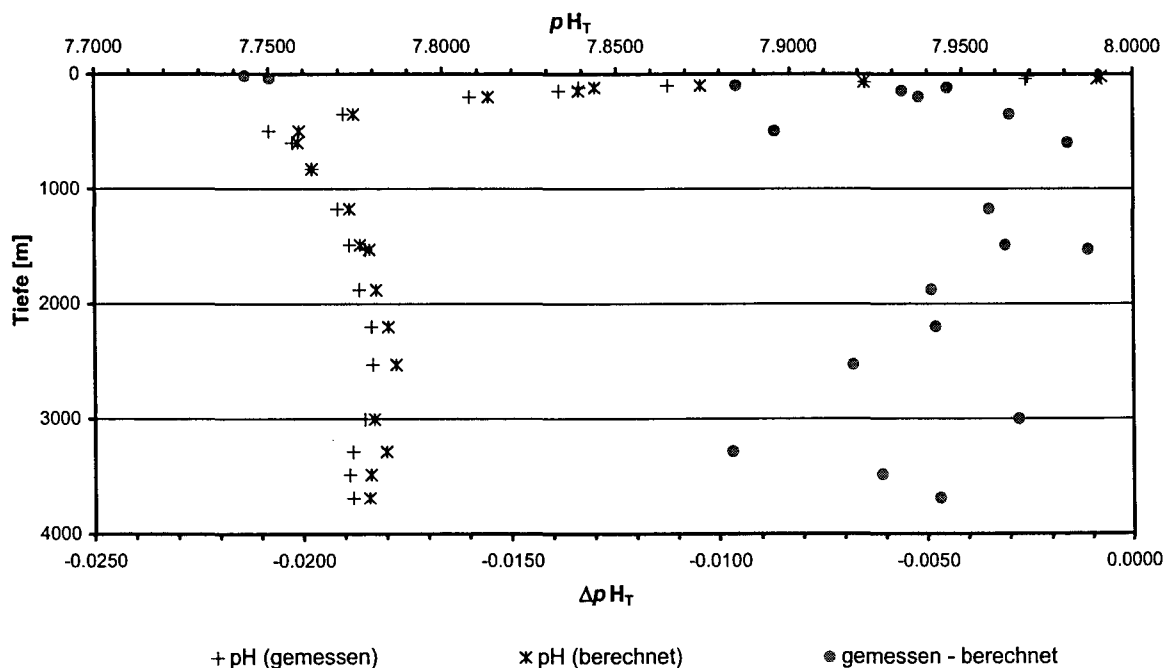 pH_T
7.7000 7.7500 7.8000 7.8500 7.9000 7.9500 8.0000
0
1000
2000
3000
4000
Tiefe [m]
-0.0250 -0.0200 -0.0150 -0.0100 -0.0050 0.0000
ΔpH_T
+ pH (gemessen) ж pH (berechnet) ● gemessen - berechnet